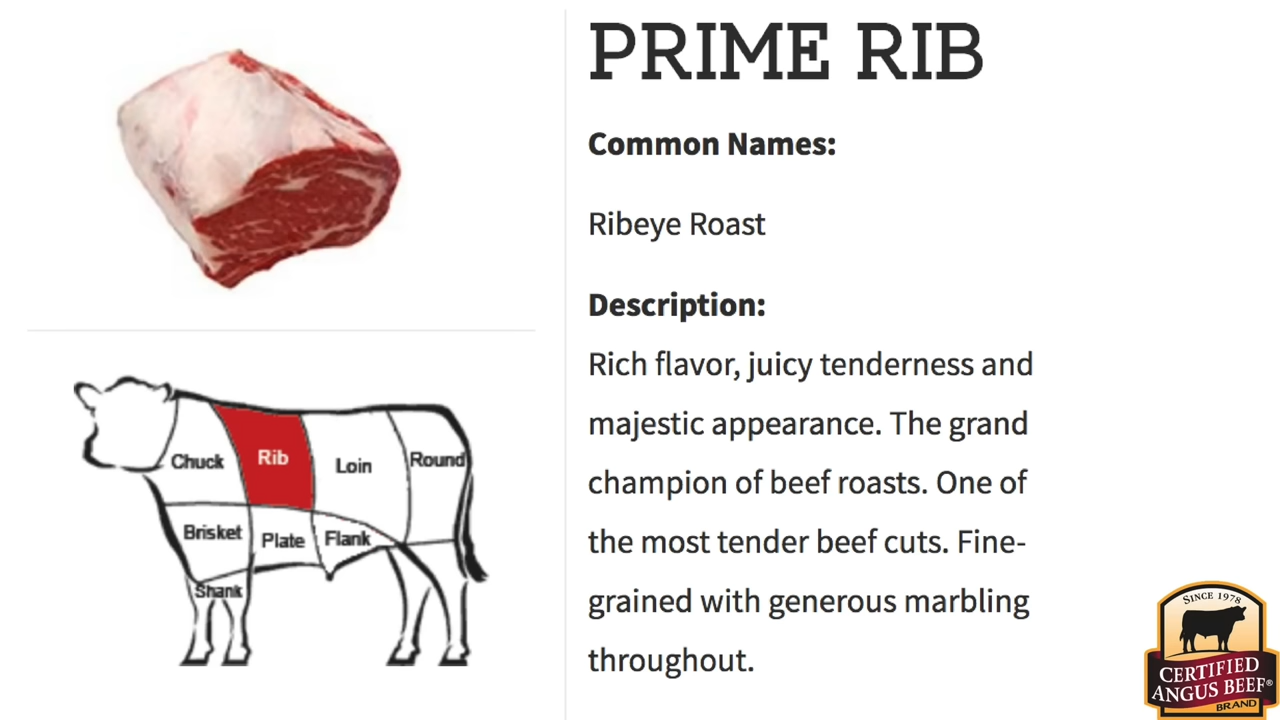 PRIME RIB
Common Names:
Ribeye Roast
Description:
Rich flavor, juicy tenderness and
majestic appearance. The grand
champion of beef roasts. One of
the most tender beef cuts. Fine-
grained with generous marbling
throughout.
Chuck
Rib
Loin
Round
Brisket
Plate
Flank
Shank
SINCE 1978
CERTIFIED
ANGUS BEEF®
BRAND